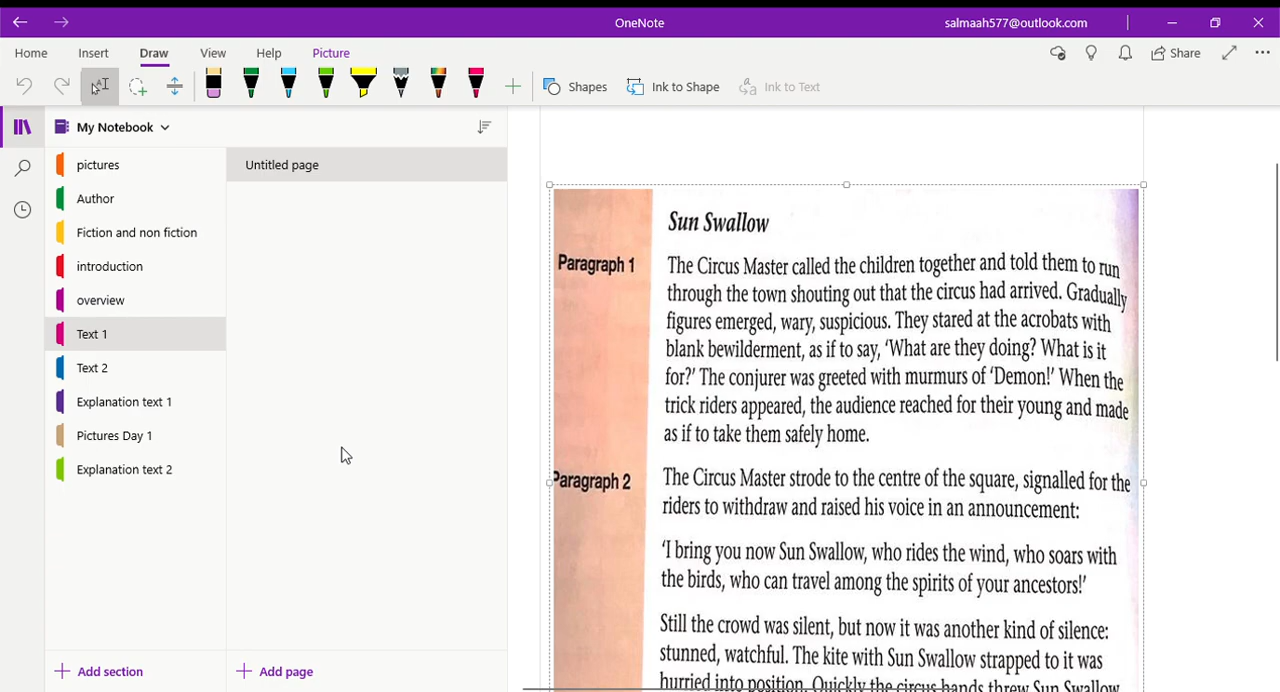 OneNote
salmaah577@outlook.com
Home
Insert
Draw
View
Help
Picture
Share
Shapes
Ink to Shape
Ink to Text
My Notebook
pictures
Author
Fiction and non fiction
introduction
overview
Text 1
Text 2
Explanation text 1
Pictures Day 1
Explanation text 2
Add section
Untitled page
Add page
Sun Swallow
Paragraph 1
The Circus Master called the children together and told them to run
through the town shouting out that the circus had arrived. Gradually
figures emerged, wary, suspicious. They stared at the acrobats with
blank bewilderment, as if to say, ‘What are they doing? What is it
for?’ The conjurer was greeted with murmurs of ‘Demon!’ When the
trick riders appeared, the audience reached for their young and made
as if to take them safely home.
Paragraph 2
The Circus Master strode to the centre of the square, signalled for the
riders to withdraw and raised his voice in an announcement:
‘I bring you now Sun Swallow, who rides the wind, who soars with
the birds, who can travel among the spirits of your ancestors!’
Still the crowd was silent, but now it was another kind of silence:
stunned, watchful. The kite with Sun Swallow strapped to it was
hurried into position. Quickly the circus hands threw Sun Swallow